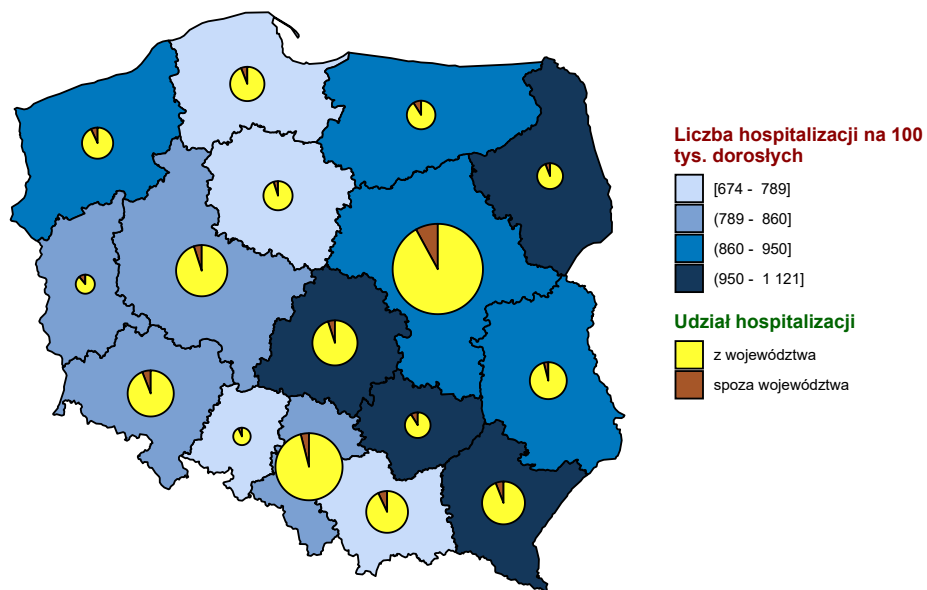 Liczba hospitalizacji na 100
tys. dorosłych
[674 - 789]
(789 - 860]
(860 - 950]
(950 - 1 121]
Udział hospitalizacji
z województwa
spoza województwa